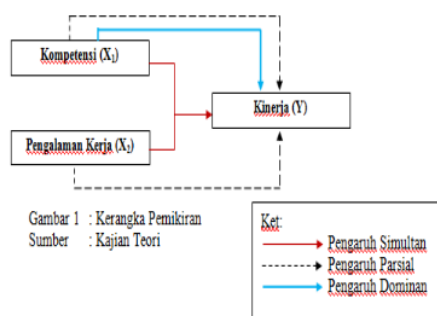 Kompetensi (X1)
Kinerja (Y)
Pengalaman Kerja (X2)
Gambar 1 : Kerangka Pemikiran
Sumber : Kajian Teori
Ket:
Pengaruh Simultan
Pengaruh Parsial
Pengaruh Dominan